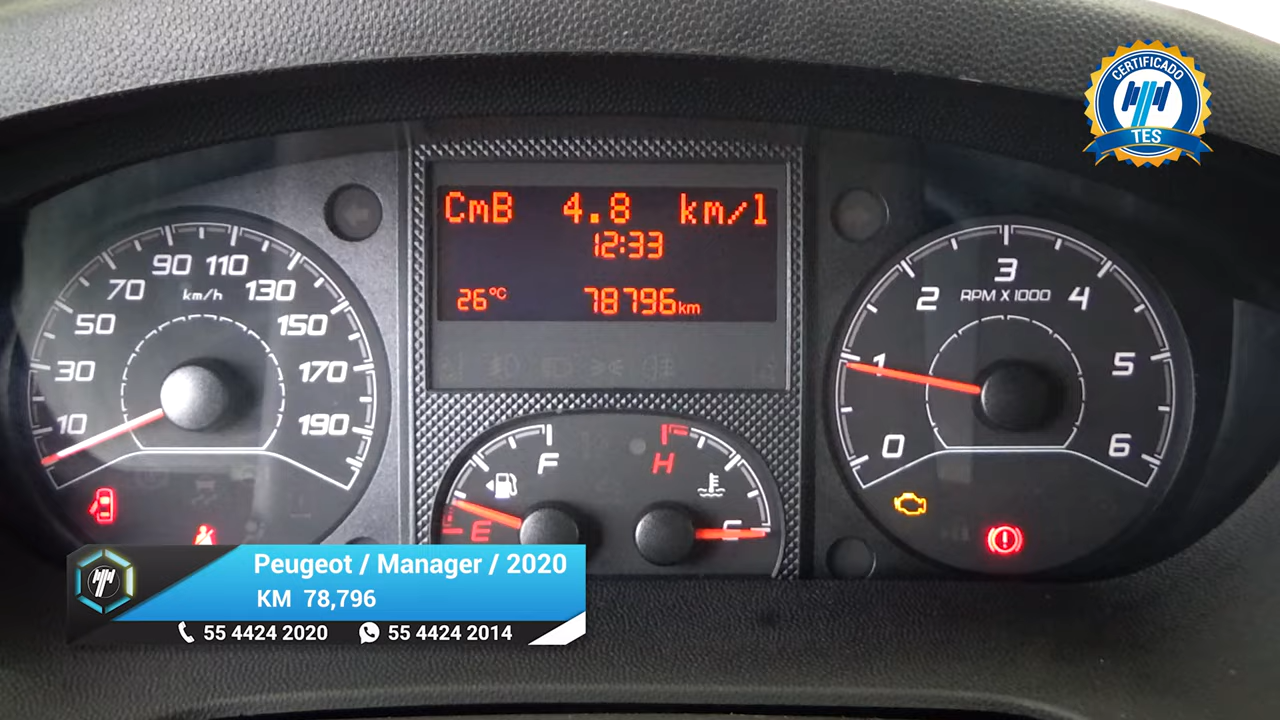 CERTIFICADO
TES
CmB 4.8 km/l
12:33
26°C 78796km
10
30
50
70
90
110
130
150
170
190
km/h
0
1
2
3
4
5
6
RPM X 1000
F
E
H
C
Peugeot / Manager / 2020
KM 78,796
55 4424 2020 55 4424 2014